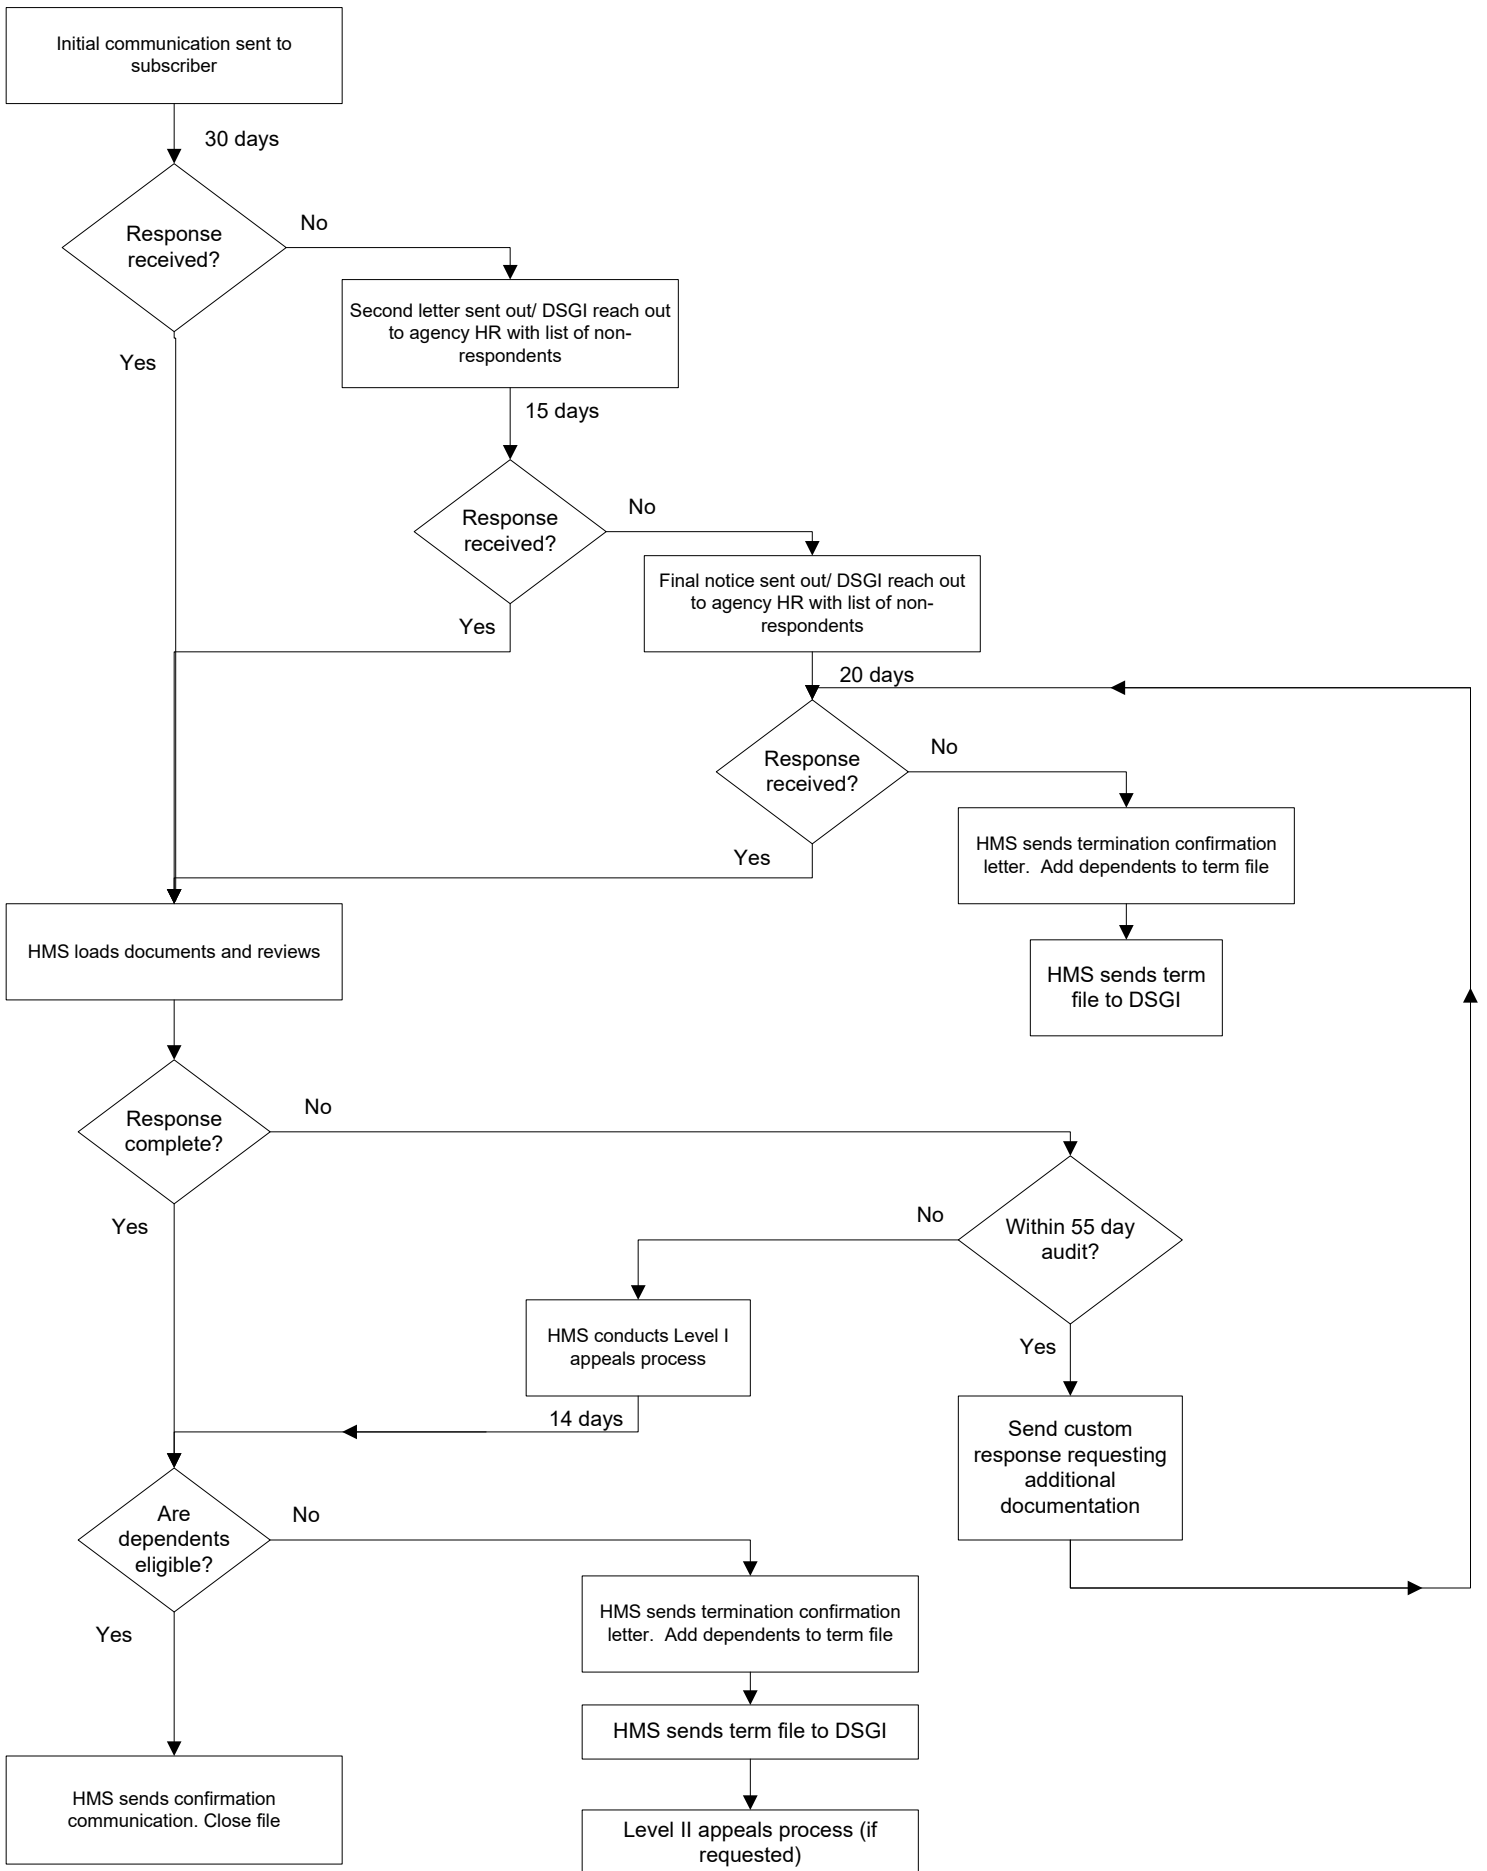 Initial communication sent to
subscriber
30 days
Response
received?
No
Yes
Second letter sent out/ DSGI reach out
to agency HR with list of non-
respondents
15 days
Response
received?
No
Yes
Final notice sent out/ DSGI reach out
to agency HR with list of non-
respondents
20 days
Response
received?
No
Yes
HMS sends termination confirmation
letter.  Add dependents to term file
HMS sends term
file to DSGI
HMS loads documents and reviews
Response
complete?
No
Yes
Within 55 day
audit?
No
Yes
HMS conducts Level I
appeals process
14 days
Send custom
response requesting
additional
documentation
Are
dependents
eligible?
No
Yes
HMS sends termination confirmation
letter.  Add dependents to term file
HMS sends term file to DSGI
Level II appeals process (if
requested)
HMS sends confirmation
communication. Close file